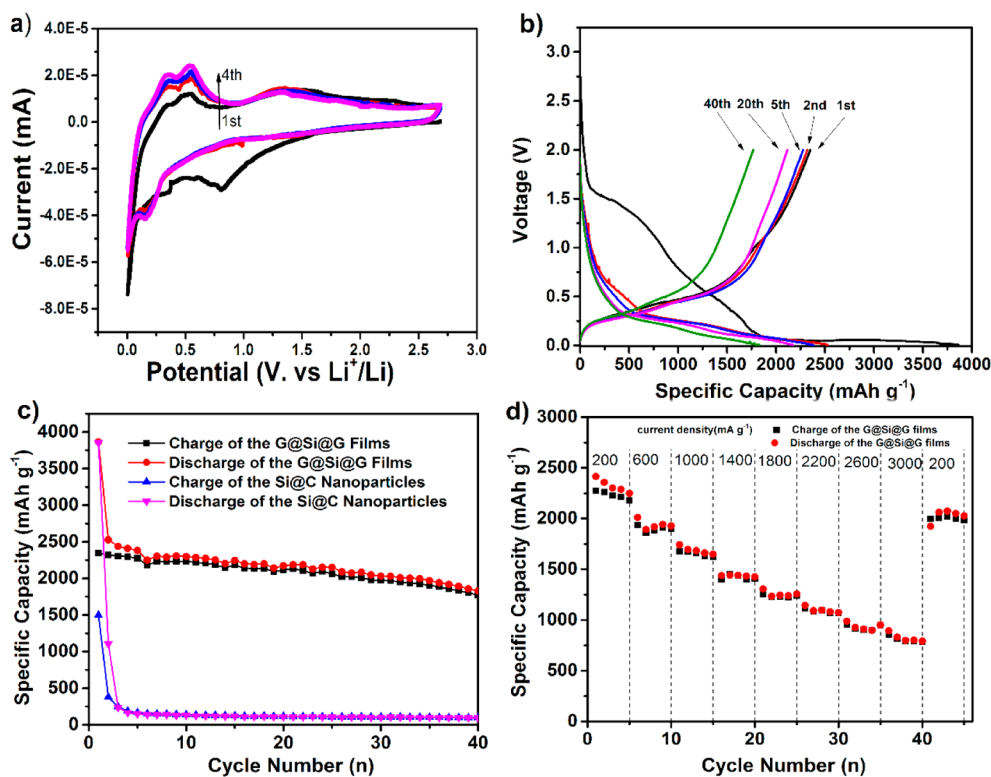 a)
4.0E-5
2.0E-5
0.0
-2.0E-5
-4.0E-5
-6.0E-5
-8.0E-5
Current (mA)
4th
1st
0.0 0.5 1.0 1.5 2.0 2.5 3.0
Potential (V. vs Li+/Li)
b)
3.0
2.5
2.0
1.5
1.0
0.5
0.0
Voltage (V)
40th 20th 5th 2nd 1st
0 500 1000 1500 2000 2500 3000 3500 4000
Specific Capacity (mAh g-1)
c)
4000
3500
3000
2500
2000
1500
1000
500
0
Specific Capacity (mAh g-1)
Charge of the G@Si@G Films
Discharge of the G@Si@G Films
Charge of the Si@C Nanoparticles
Discharge of the Si@C Nanoparticles
0 10 20 30 40
Cycle Number (n)
d)
3000
2500
2000
1500
1000
500
0
Specific Capacity (mAh g-1)
current density(mA g-1)
Charge of the G@Si@G films
Discharge of the G@Si@G films
200 600 1000 1400 1800 2200 2600 3000 200
0 10 20 30 40
Cycle Number (n)